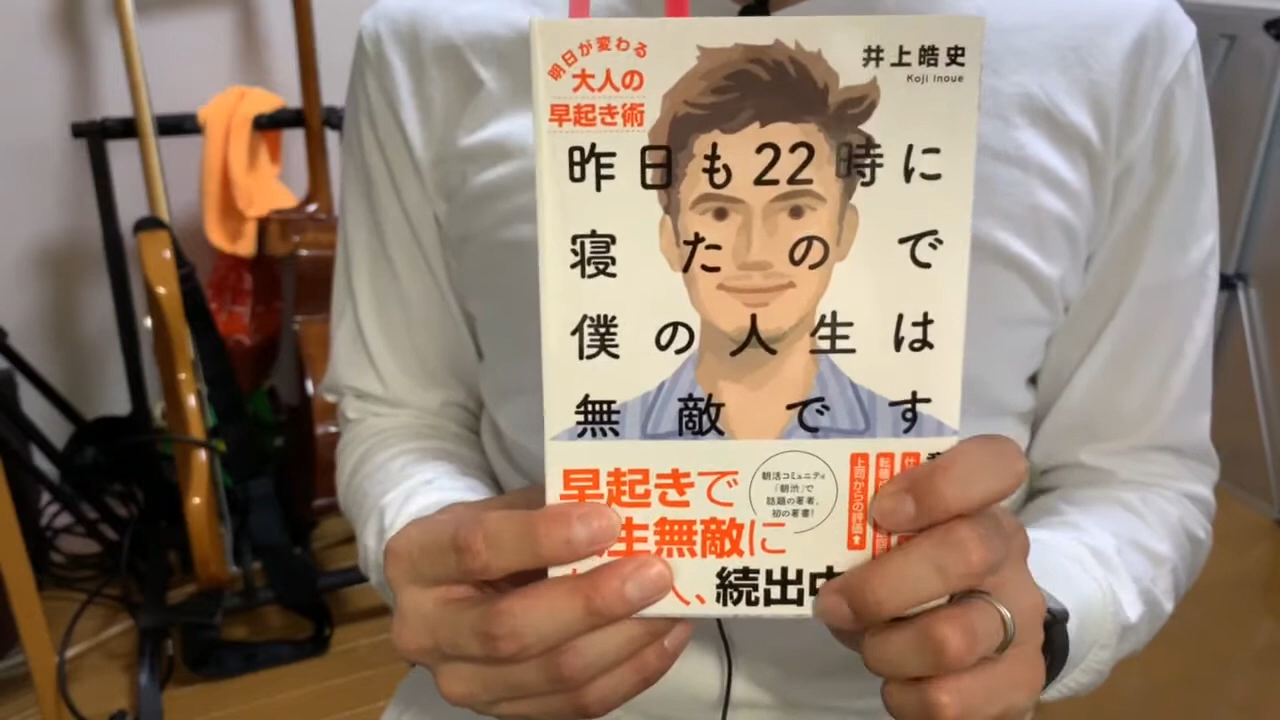 明日が変わる
大人の
早起き術
井上皓史
Koji Inoue
昨日も22時に
寝たので
僕の人生は
無敵です
早起きで
生無敵に
人、続出中
朝活コミュニティ
「朝渋」で
話題の著者、
初の著書!
上司からの評価⬆
転職
仕